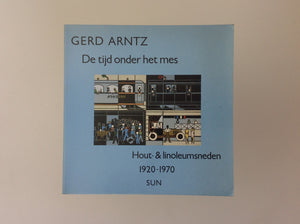 GERD ARNTZ
De tijd onder het mes
Hout- & linoleumsneden
1920-1970
SUN